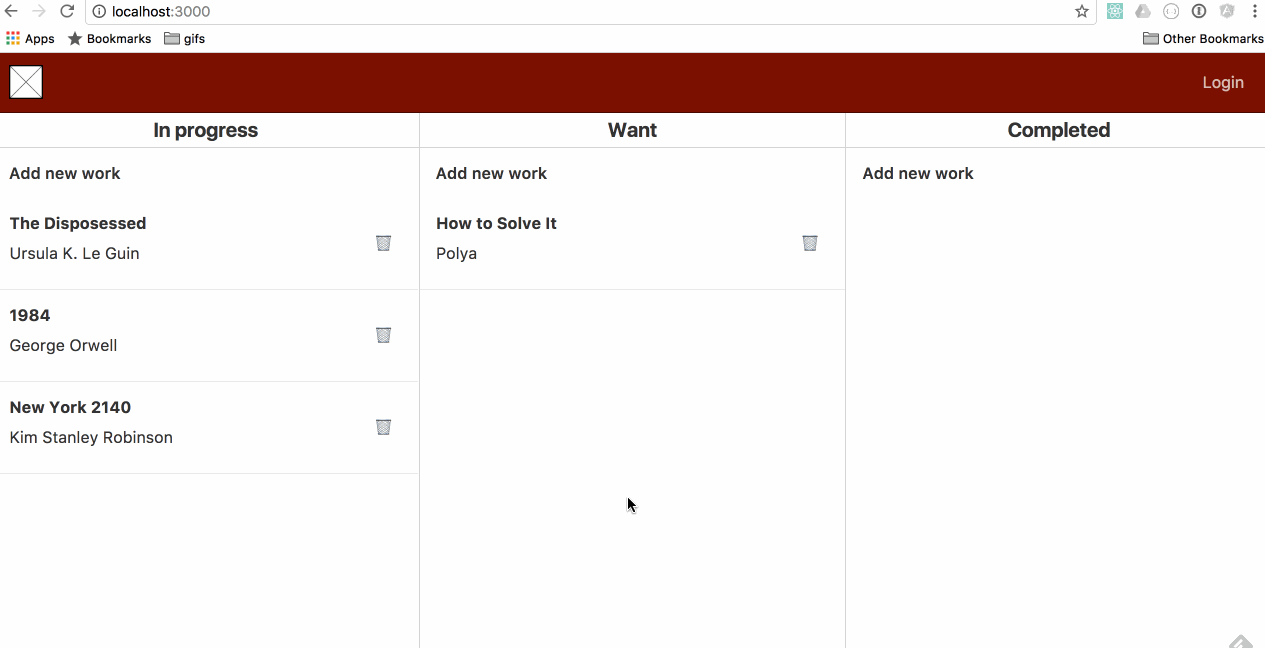 localhost:3000
Apps Bookmarks gifs Other Bookmarks
Login
In progress
Add new work
The Disposessed
Ursula K. Le Guin
1984
George Orwell
New York 2140
Kim Stanley Robinson
Want
Add new work
How to Solve It
Polya
Completed
Add new work